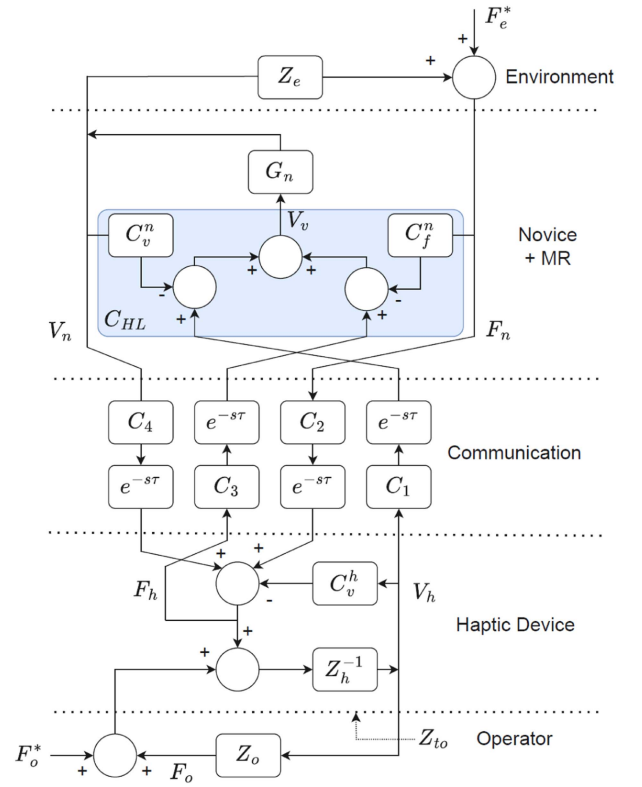 F_e^*
+
+
Z_e
Environment
G_n
V_v
C_v^n
C_f^n
Novice
+ MR
+
+
-
-
+
+
C_{HL}
V_n
F_n
C_4
e^{-sτ}
C_2
e^{-sτ}
Communication
e^{-sτ}
C_3
e^{-sτ}
C_1
+
+
F_h
-
C_v^h
V_h
+
+
Z_h^{-1}
Haptic Device
Z_{to}
Operator
F_o^*
+
+
F_o
Z_o